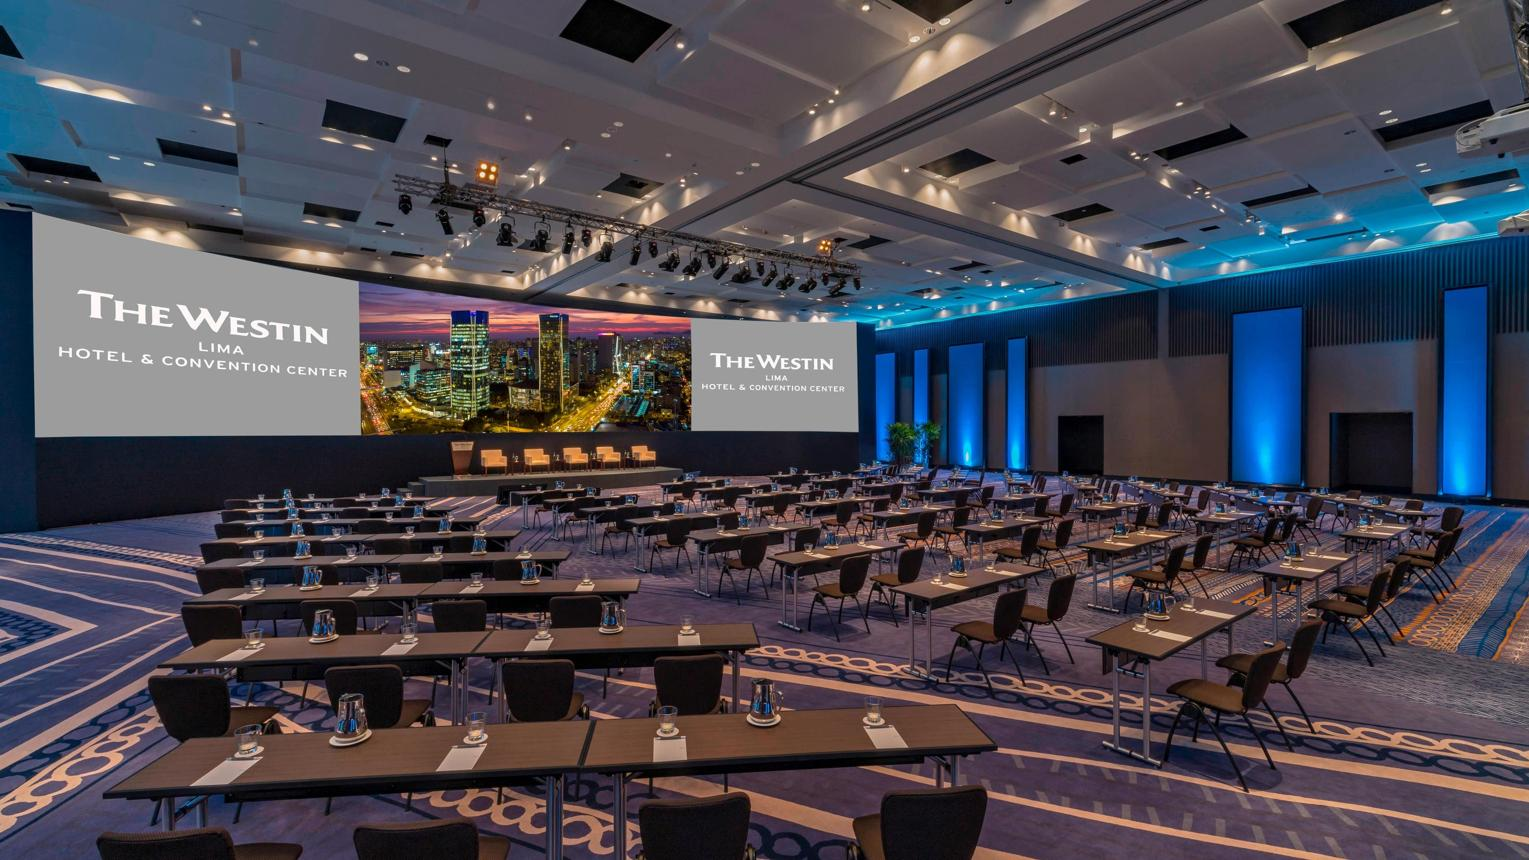 THE WESTIN
LIMA
HOTEL & CONVENTION CENTER
THE WESTIN
LIMA
HOTEL & CONVENTION CENTER